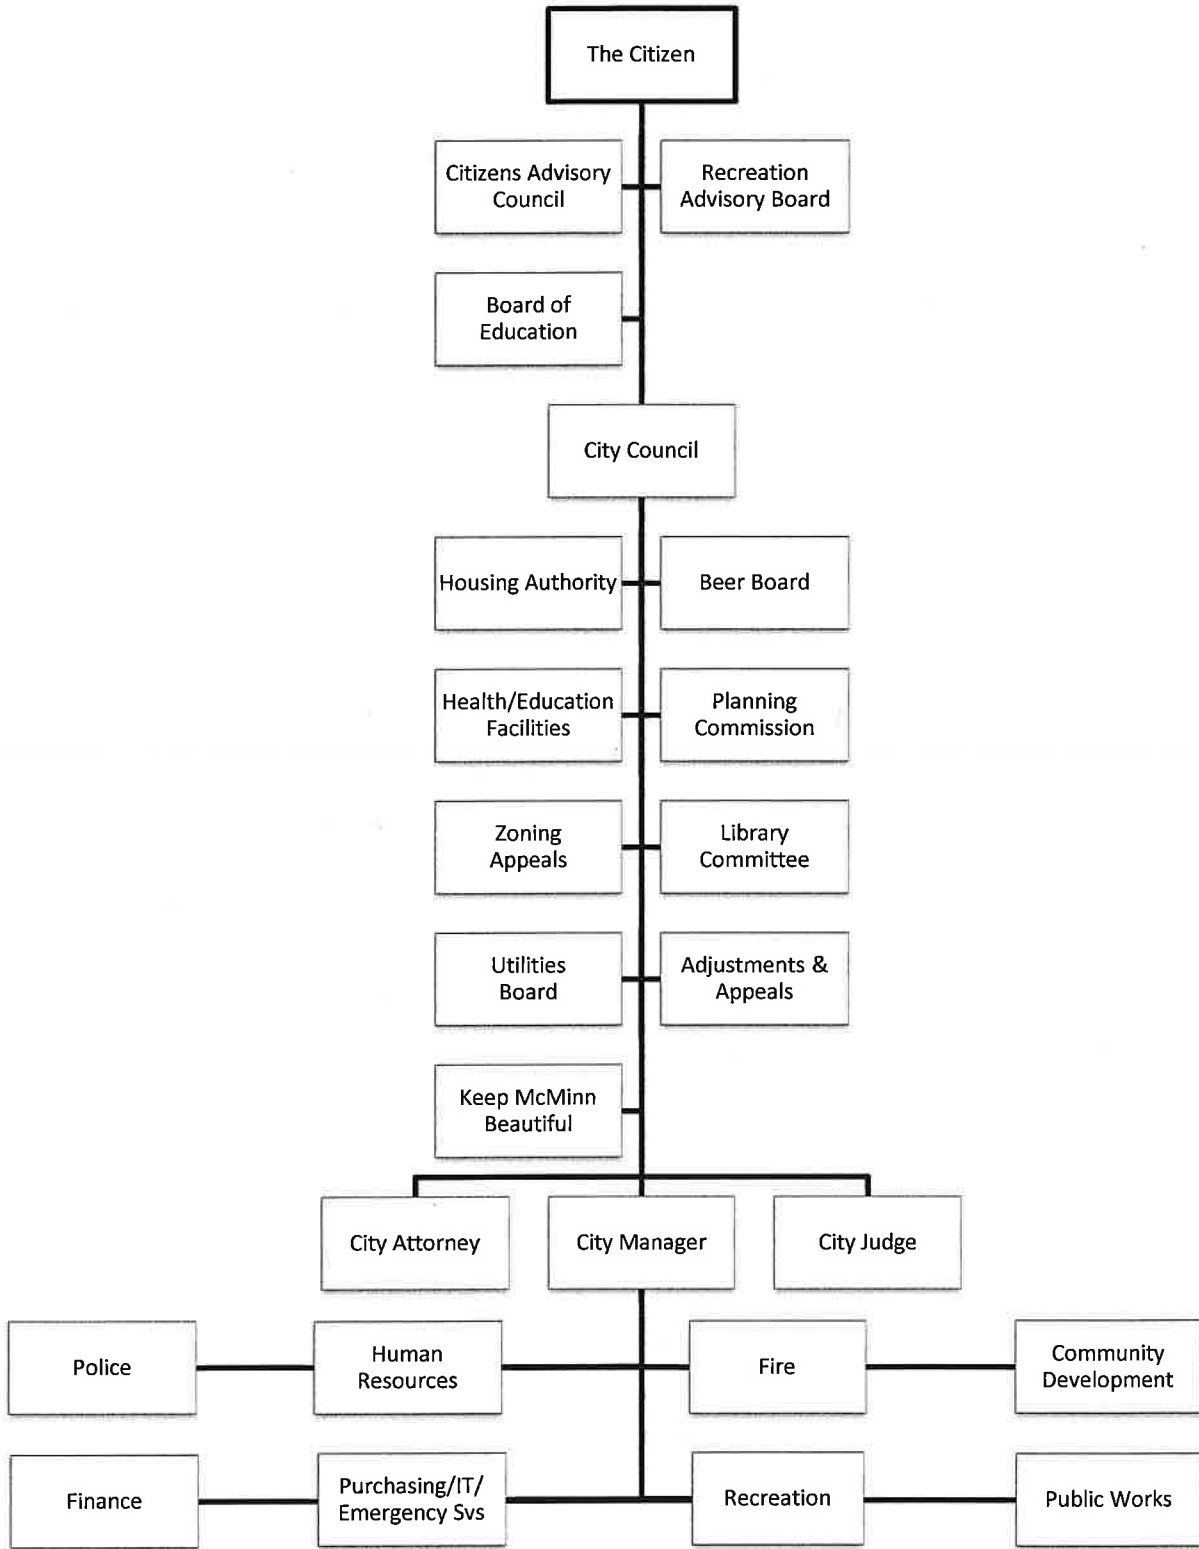 The Citizen
Citizens Advisory
Council
Recreation
Advisory Board
Board of
Education
City Council
Housing Authority
Beer Board
Health/Education
Facilities
Planning
Commission
Zoning
Appeals
Library
Committee
Utilities
Board
Adjustments &
Appeals
Keep McMinn
Beautiful
City Attorney
City Manager
City Judge
Police
Human
Resources
Fire
Community
Development
Finance
Purchasing/IT/
Emergency Svs
Recreation
Public Works